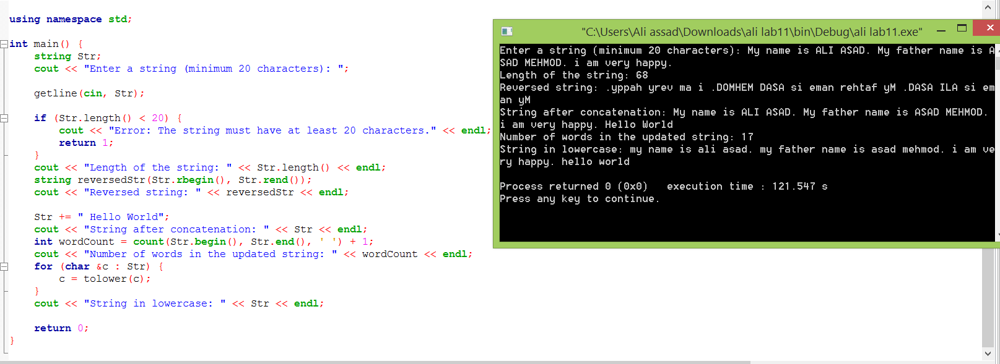 using namespace std;
int main() {
    string Str;
    cout << "Enter a string (minimum 20 characters): ";
    getline(cin, Str);
    if (Str.length() < 20) {
        cout << "Error: The string must have at least 20 characters." << endl;
        return 1;
    }
    cout << "Length of the string: " << Str.length() << endl;
    string reversedStr(Str.rbegin(), Str.rend());
    cout << "Reversed string: " << reversedStr << endl;
    Str += " Hello World";
    cout << "String after concatenation: " << Str << endl;
    int wordCount = count(Str.begin(), Str.end(), ' ') + 1;
    cout << "Number of words in the updated string: " << wordCount << endl;
    for (char &c : Str) {
        c = tolower(c);
    }
    cout << "String in lowercase: " << Str << endl;
    return 0;
}
"C:\Users\Ali assad\Downloads\ali lab11\bin\Debug\ali lab11.exe"
Enter a string (minimum 20 characters): My name is ALI ASAD. My father name is A
SAD MEHMOD. i am very happy.
Length of the string: 68
Reversed string: .yppah yrev ma i .DOMHEM DASA si eman rehtaf yM .DASA ILA si em
an yM
String after concatenation: My name is ALI ASAD. My father name is ASAD MEHMOD.
i am very happy. Hello World
Number of words in the updated string: 17
String in lowercase: my name is ali asad. my father name is asad mehmod. i am ve
ry happy. hello world
Process returned 0 (0x0)   execution time : 121.547 s
Press any key to continue.